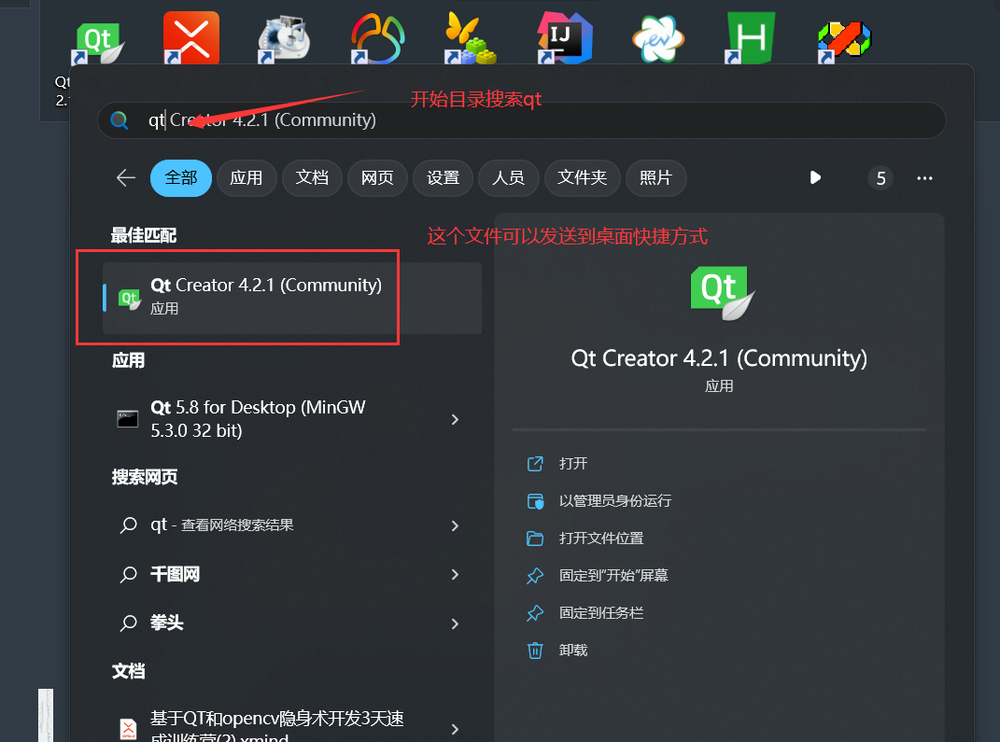 Qt
IJ
ev
H
Qt
2.
开始目录搜索qt
qt Creator 4.2.1 (Community)
全部
应用
文档
网页
设置
人员
文件夹
照片
5
最佳匹配
这个文件可以发送到桌面快捷方式
Qt Creator 4.2.1 (Community)
应用
Qt
Qt Creator 4.2.1 (Community)
应用
应用
Qt 5.8 for Desktop (MinGW
5.3.0 32 bit)
打开
搜索网页
以管理员身份运行
qt - 查看网络搜索结果
打开文件位置
千图网
固定到"开始"屏幕
拳头
固定到任务栏
卸载
文档
基于QT和opencv隐身术开发3天速
成训练营(2).xmind